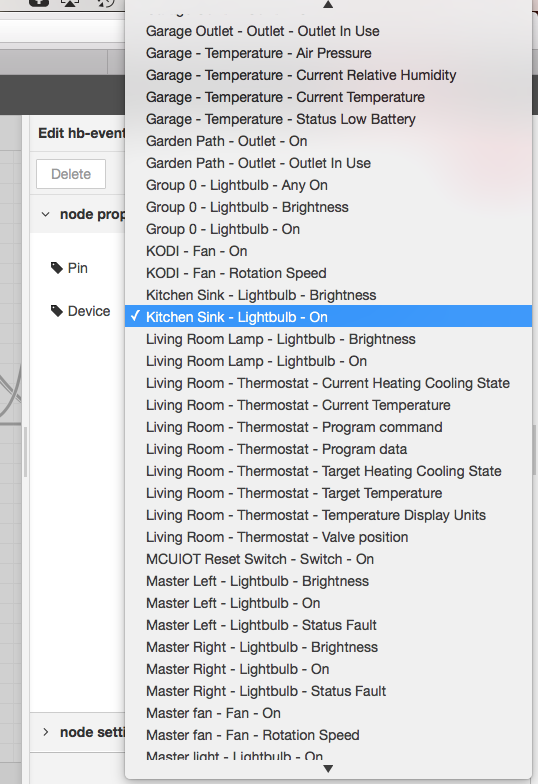 Garage Outlet - Outlet - Outlet In Use
Garage - Temperature - Air Pressure
Garage - Temperature - Current Relative Humidity
Garage - Temperature - Current Temperature
Garage - Temperature - Status Low Battery
Edit hb-event
Garden Path - Outlet - On
Garden Path - Outlet - Outlet In Use
Delete
Group 0 - Lightbulb - Any On
Group 0 - Lightbulb - Brightness
node prop
Group 0 - Lightbulb - On
KODI - Fan - On
Pin
KODI - Fan - Rotation Speed
Kitchen Sink - Lightbulb - Brightness
Device
✓ Kitchen Sink - Lightbulb - On
Living Room Lamp - Lightbulb - Brightness
Living Room Lamp - Lightbulb - On
Living Room - Thermostat - Current Heating Cooling State
Living Room - Thermostat - Current Temperature
Living Room - Thermostat - Program command
Living Room - Thermostat - Program data
Living Room - Thermostat - Target Heating Cooling State
Living Room - Thermostat - Target Temperature
Living Room - Thermostat - Temperature Display Units
Living Room - Thermostat - Valve position
MCUIOT Reset Switch - Switch - On
Master Left - Lightbulb - Brightness
Master Left - Lightbulb - On
Master Left - Lightbulb - Status Fault
Master Right - Lightbulb - Brightness
Master Right - Lightbulb - On
Master Right - Lightbulb - Status Fault
Master fan - Fan - On
node setti
Master fan - Fan - Rotation Speed
Master light - Lightbulb - On